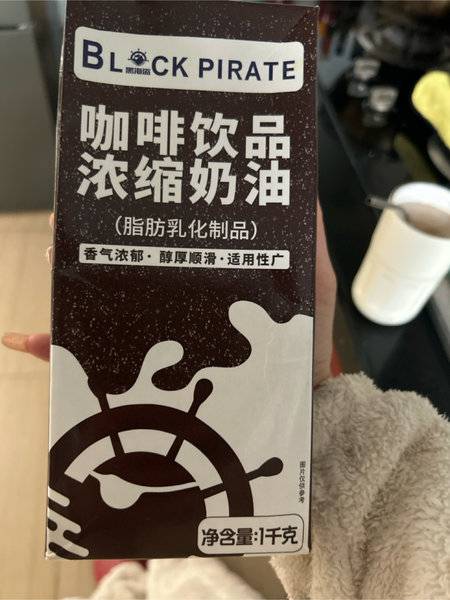 BLACK PIRATE
黑海盗
咖啡饮品
浓缩奶油
（脂肪乳化制品）
香气浓郁·醇厚顺滑·适用性广
图片仅供参考
净含量:1千克